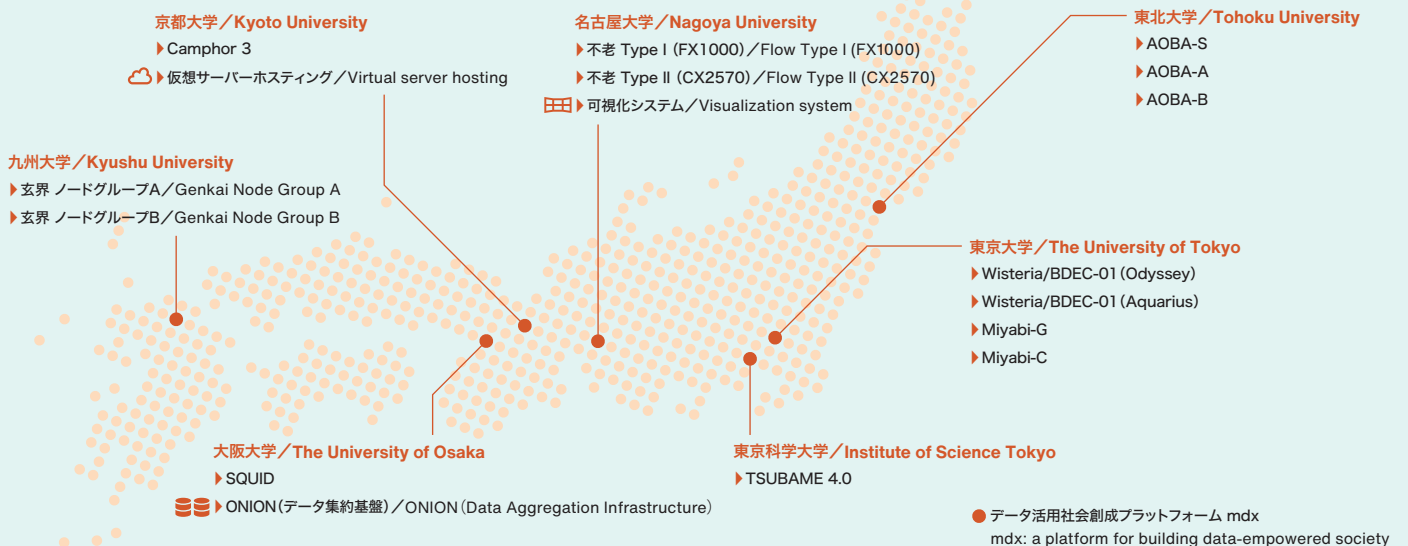 京都大学／Kyoto University
Camphor 3
仮想サーバーホスティング／Virtual server hosting
名古屋大学／Nagoya University
不老 Type I (FX1000)／Flow Type I (FX1000)
不老 Type II (CX2570)／Flow Type II (CX2570)
可視化システム／Visualization system
東北大学／Tohoku University
AOBA-S
AOBA-A
AOBA-B
九州大学／Kyushu University
玄界 ノードグループA／Genkai Node Group A
玄界 ノードグループB／Genkai Node Group B
東京大学／The University of Tokyo
Wisteria/BDEC-01 (Odyssey)
Wisteria/BDEC-01 (Aquarius)
Miyabi-G
Miyabi-C
大阪大学／The University of Osaka
SQUID
ONION（データ集約基盤）／ONION（Data Aggregation Infrastructure）
東京科学大学／Institute of Science Tokyo
TSUBAME 4.0
データ活用社会創成プラットフォーム mdx
mdx: a platform for building data-empowered society